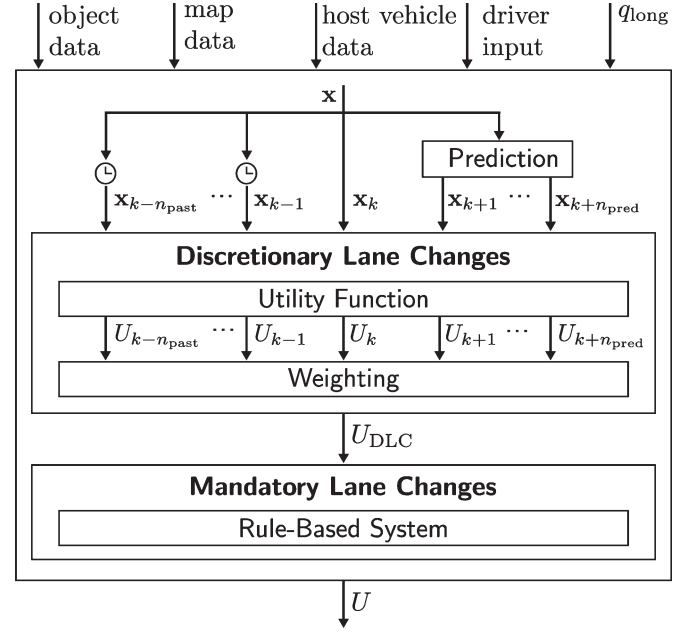 object data
map data
host vehicle data
driver input
q_long
x
Prediction
x_{k−n_past} ··· x_{k−1} x_k x_{k+1} ··· x_{k+n_pred}
Discretionary Lane Changes
Utility Function
U_{k−n_past} ··· U_{k−1} U_k U_{k+1} ··· U_{k+n_pred}
Weighting
U_DLC
Mandatory Lane Changes
Rule-Based System
U